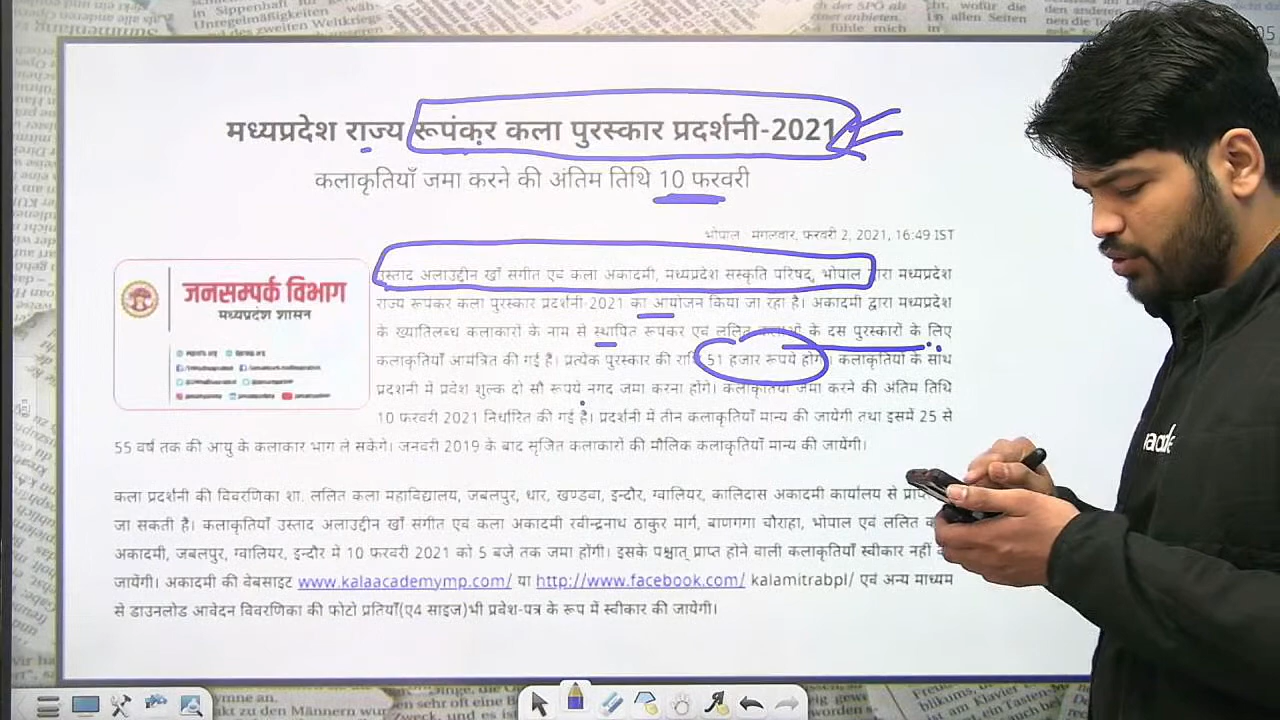 मध्यप्रदेश राज्य रूपंकर कला पुरस्कार प्रदर्शनी-2021
कलाकृतियाँ जमा करने की अंतिम तिथि 10 फरवरी
भोपाल मंगलवार, फरवरी 2, 2021, 16:49 IST
उस्ताद अलाउद्दीन खाँ संगीत एवं कला अकादमी, मध्यप्रदेश संस्कृति परिषद्, भोपाल द्वारा मध्यप्रदेश
राज्य रूपंकर कला पुरस्कार प्रदर्शनी-2021 का आयोजन किया जा रहा है। अकादमी द्वारा मध्यप्रदेश
के ख्यातिलब्ध कलाकारों के नाम से स्थापित रूपंकर एवं ललित कलाओं के दस पुरस्कारों के लिए
कलाकृतियाँ आमंत्रित की गई है। प्रत्येक पुरस्कार की राशि 51 हजार रूपये होगी। कलाकृतियों के साथ
प्रदर्शनी में प्रवेश शुल्क दो सौ रूपये नगद जमा करना होंगे। कलाकृतियाँ जमा करने की अंतिम तिथि
10 फरवरी 2021 निर्धारित की गई है। प्रदर्शनी में तीन कलाकृतियाँ मान्य की जायेगी तथा इसमें 25 से
55 वर्ष तक की आयु के कलाकार भाग ले सकेंगे। जनवरी 2019 के बाद सृजित कलाकारों की मौलिक कलाकृतियाँ मान्य की जायेंगी।
जनसम्पर्क विभाग
मध्यप्रदेश शासन
कला प्रदर्शनी की विवरणिका शा. ललित कला महाविद्यालय, जबलपुर, धार, खण्डवा, इन्दौर, ग्वालियर, कालिदास अकादमी कार्यालय से
जा सकती है। कलाकृतियाँ उस्ताद अलाउद्दीन खाँ संगीत एवं कला अकादमी रवीन्द्रनाथ ठाकुर मार्ग, बाणगंगा चौराहा, भोपाल एवं ललित
अकादमी, जबलपुर, ग्वालियर, इन्दौर में 10 फरवरी 2021 को 5 बजे तक जमा होंगी। इसके पश्चात् प्राप्त होने वाली कलाकृतियाँ स्वीकार नहीं
जायेंगी। अकादमी की वेबसाइट www.kalaacademymp.com/ या http://www.facebook.com/ kalamitrabpl/ एवं अन्य माध्यम
से डाउनलोड आवेदन विवरणिका की फोटो प्रतियाँ(ए4 साइज)भी प्रवेश-पत्र के रूप में स्वीकार की जायेगी।